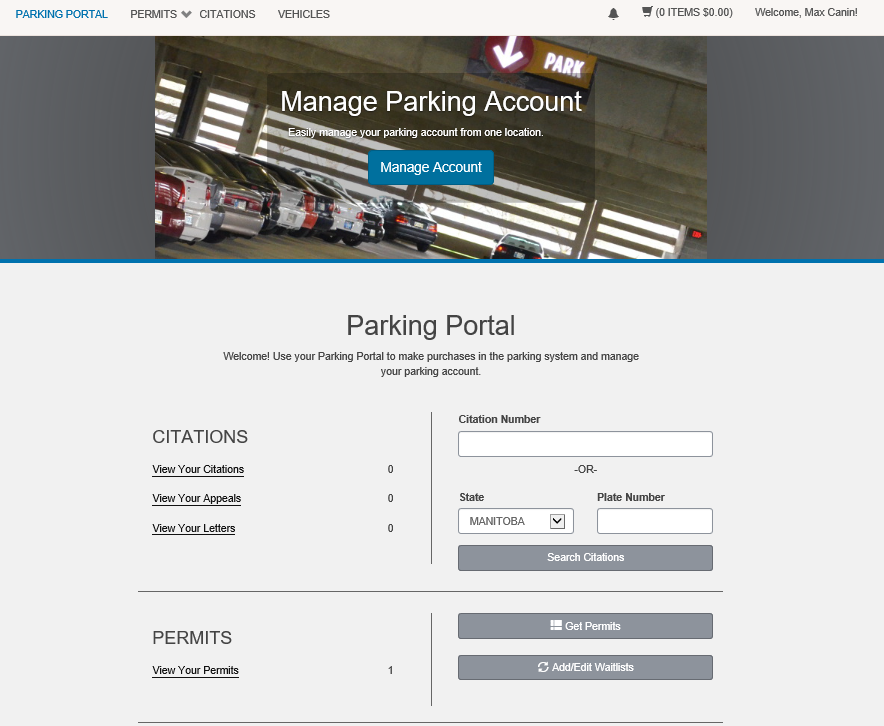 PARKING PORTAL PERMITS CITATIONS VEHICLES (0 ITEMS $0.00) Welcome, Max Canin!
PARK
Manage Parking Account
Easily manage your parking account from one location.
Manage Account
Parking Portal
Welcome! Use your Parking Portal to make purchases in the parking system and manage
your parking account.
CITATIONS
View Your Citations 0
View Your Appeals 0
View Your Letters 0
Citation Number
-OR-
State Plate Number
MANITOBA
Search Citations
PERMITS
View Your Permits 1
Get Permits
Add/Edit Waitlists